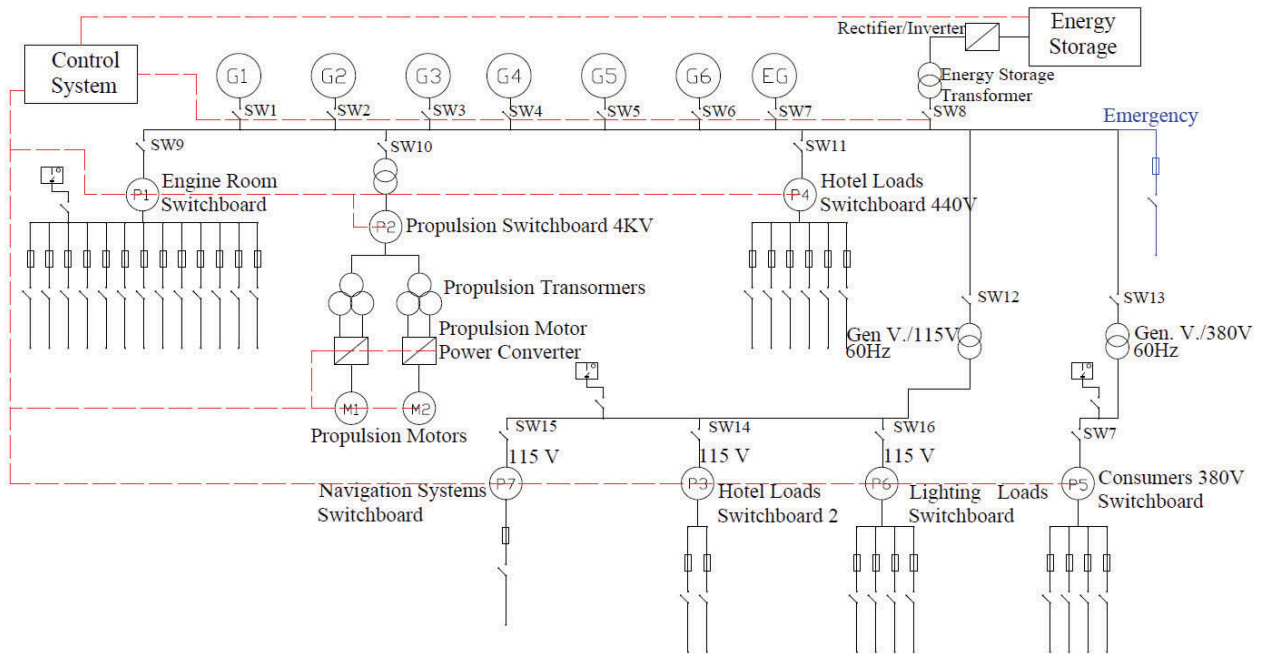 Energy
Storage
Rectifier/Inverter
Control
System
G1
G2
G3
G4
G5
G6
EG
Energy Storage
Transformer
SW1
SW2
SW3
SW4
SW5
SW6
SW7
SW8
Emergency
SW9
SW10
SW11
P1
Engine Room
Switchboard
P4
Hotel Loads
Switchboard 440V
P2
Propulsion Switchboard 4KV
Propulsion Transormers
SW12
SW13
Propulsion Motor
Power Converter
Gen V./115V
60Hz
Gen. V./380V
60Hz
M1
M2
Propulsion Motors
SW15
SW14
SW16
SW7
115 V
115 V
115 V
Navigation Systems
Switchboard
P7
P3
Hotel Loads
Switchboard 2
P6
Lighting Loads
Switchboard
P5
Consumers 380V
Switchboard